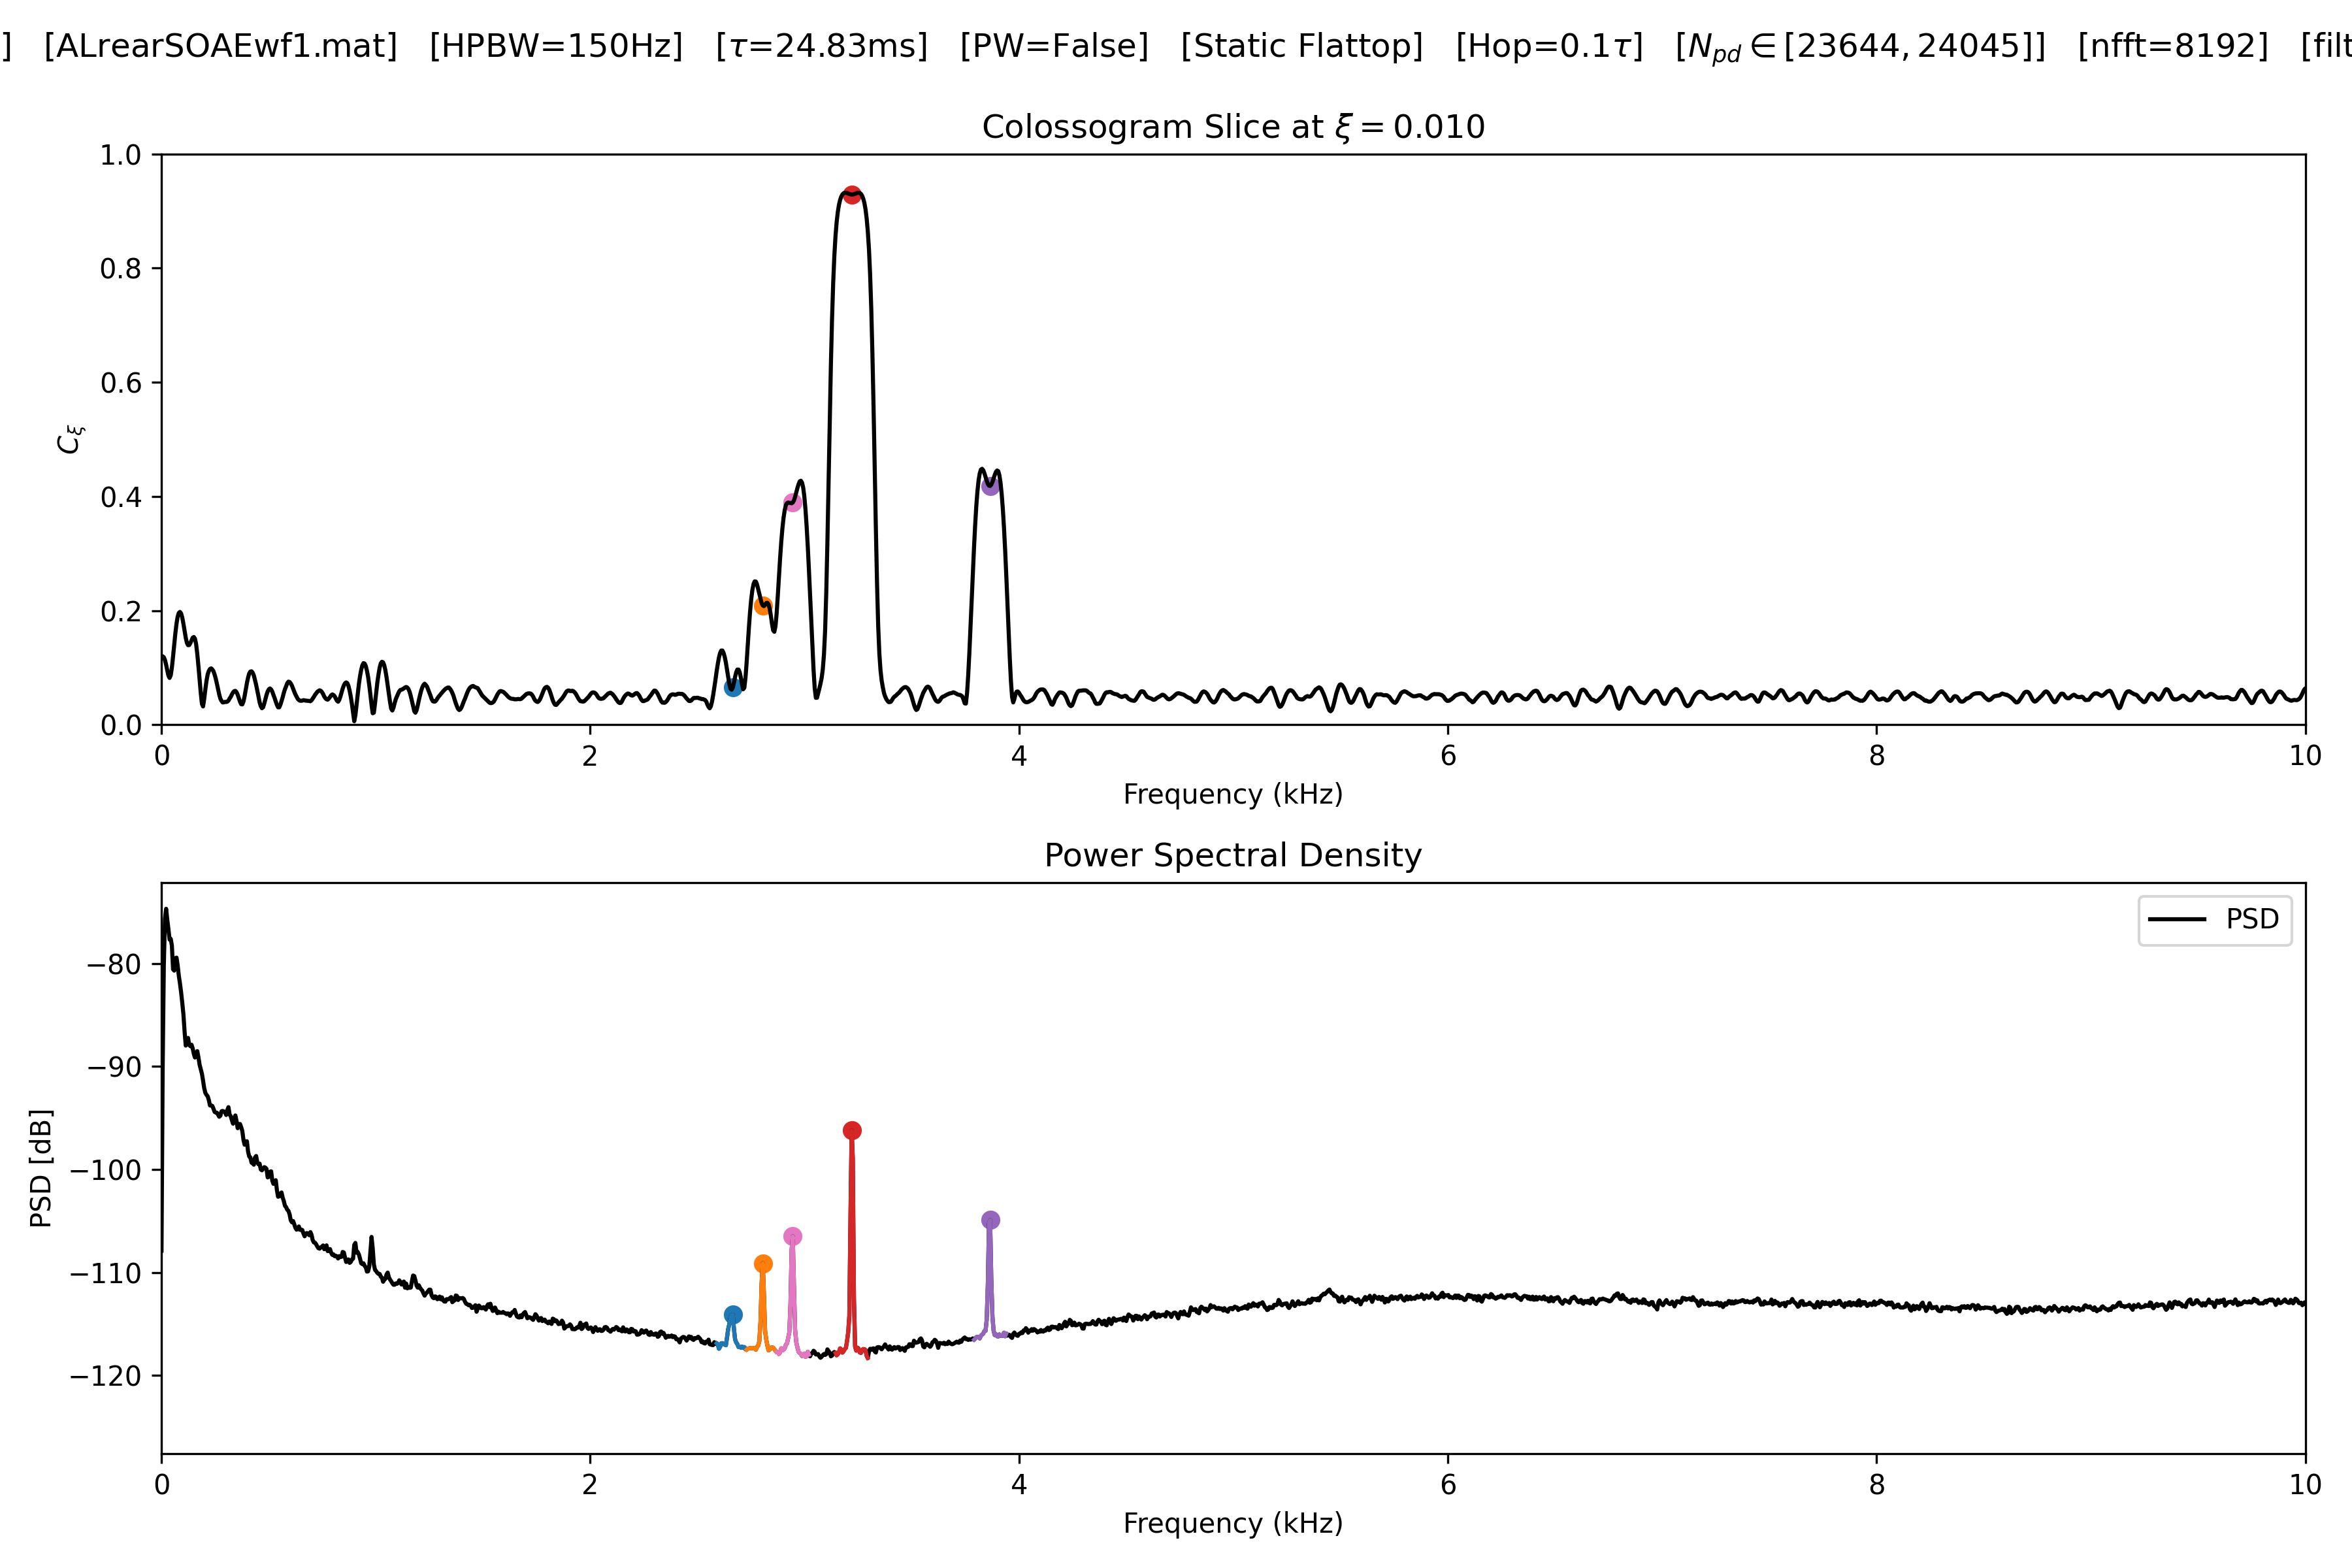 ] [ALrearSOAEwf1.mat] [HPBW=150Hz] [τ=24.83ms] [PW=False] [Static Flattop] [Hop=0.1τ] [N_pd ∈ [23644, 24045]] [nfft=8192] [filt
Colossogram Slice at ξ = 0.010
1.0
0.8
0.6
0.4
0.2
0.0
C_ξ
0 2 4 6 8 10
Frequency (kHz)
Power Spectral Density
PSD
−80
−90
−100
−110
−120
PSD [dB]
0 2 4 6 8 10
Frequency (kHz)